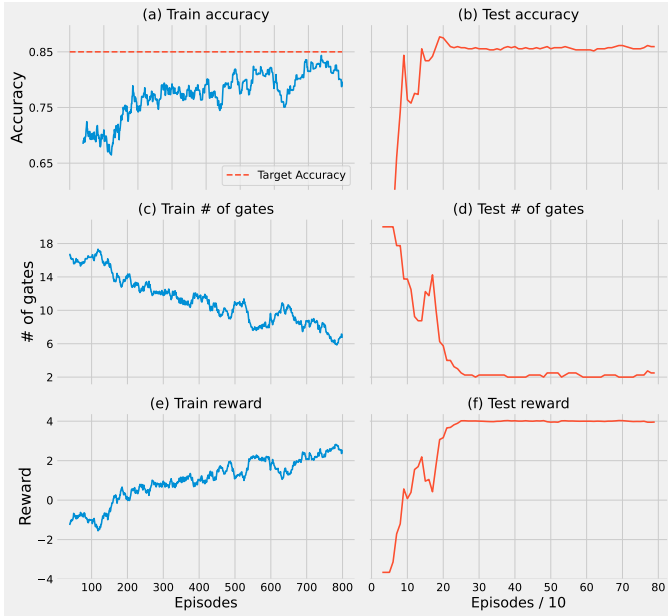 (a) Train accuracy
(b) Test accuracy
Accuracy
0.85
0.75
0.65
Target Accuracy
(c) Train # of gates
(d) Test # of gates
# of gates
18
14
10
6
2
(e) Train reward
(f) Test reward
Reward
4
2
0
−2
−4
100 200 300 400 500 600 700 800
0 10 20 30 40 50 60 70 80 90
Episodes
Episodes / 10